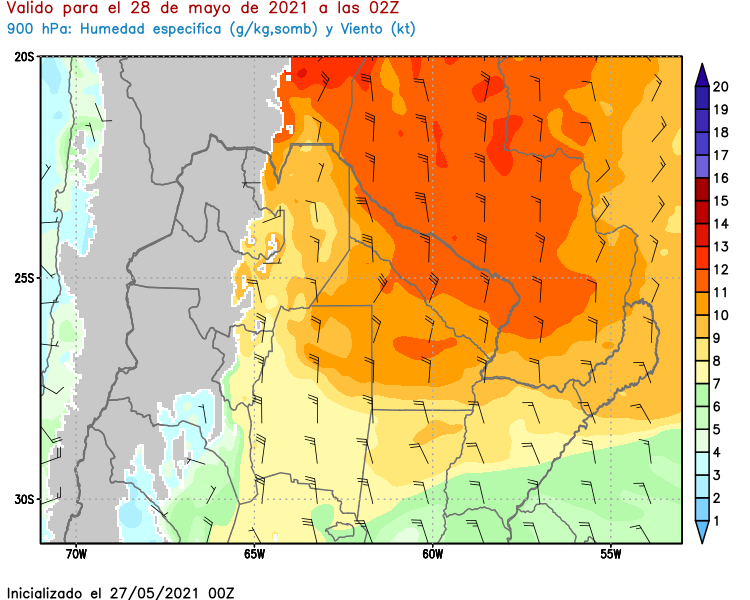 Valido para el 28 de mayo de 2021 a las 02Z
900 hPa: Humedad especifica (g/kg,somb) y Viento (kt)
20S
25S
30S
70W 65W 60W 55W
20
19
18
17
16
15
14
13
12
11
10
9
8
7
6
5
4
3
2
1
Inicializado el 27/05/2021 00Z